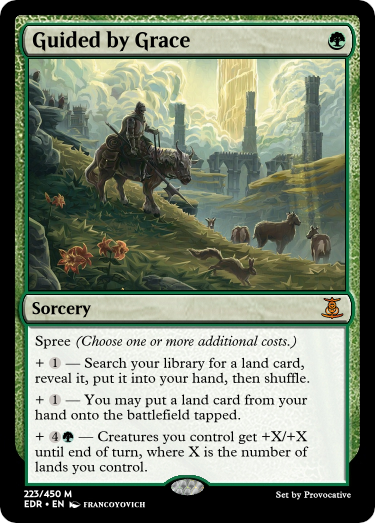 Guided by Grace
Sorcery
Spree (Choose one or more additional costs.)
+ 1 — Search your library for a land card,
reveal it, put it into your hand, then shuffle.
+ 1 — You may put a land card from your
hand onto the battlefield tapped.
+ 4 — Creatures you control get +X/+X
until end of turn, where X is the number of
lands you control.
223/450 M
EDR • EN FRANCOYOVICH
Set by Provocative